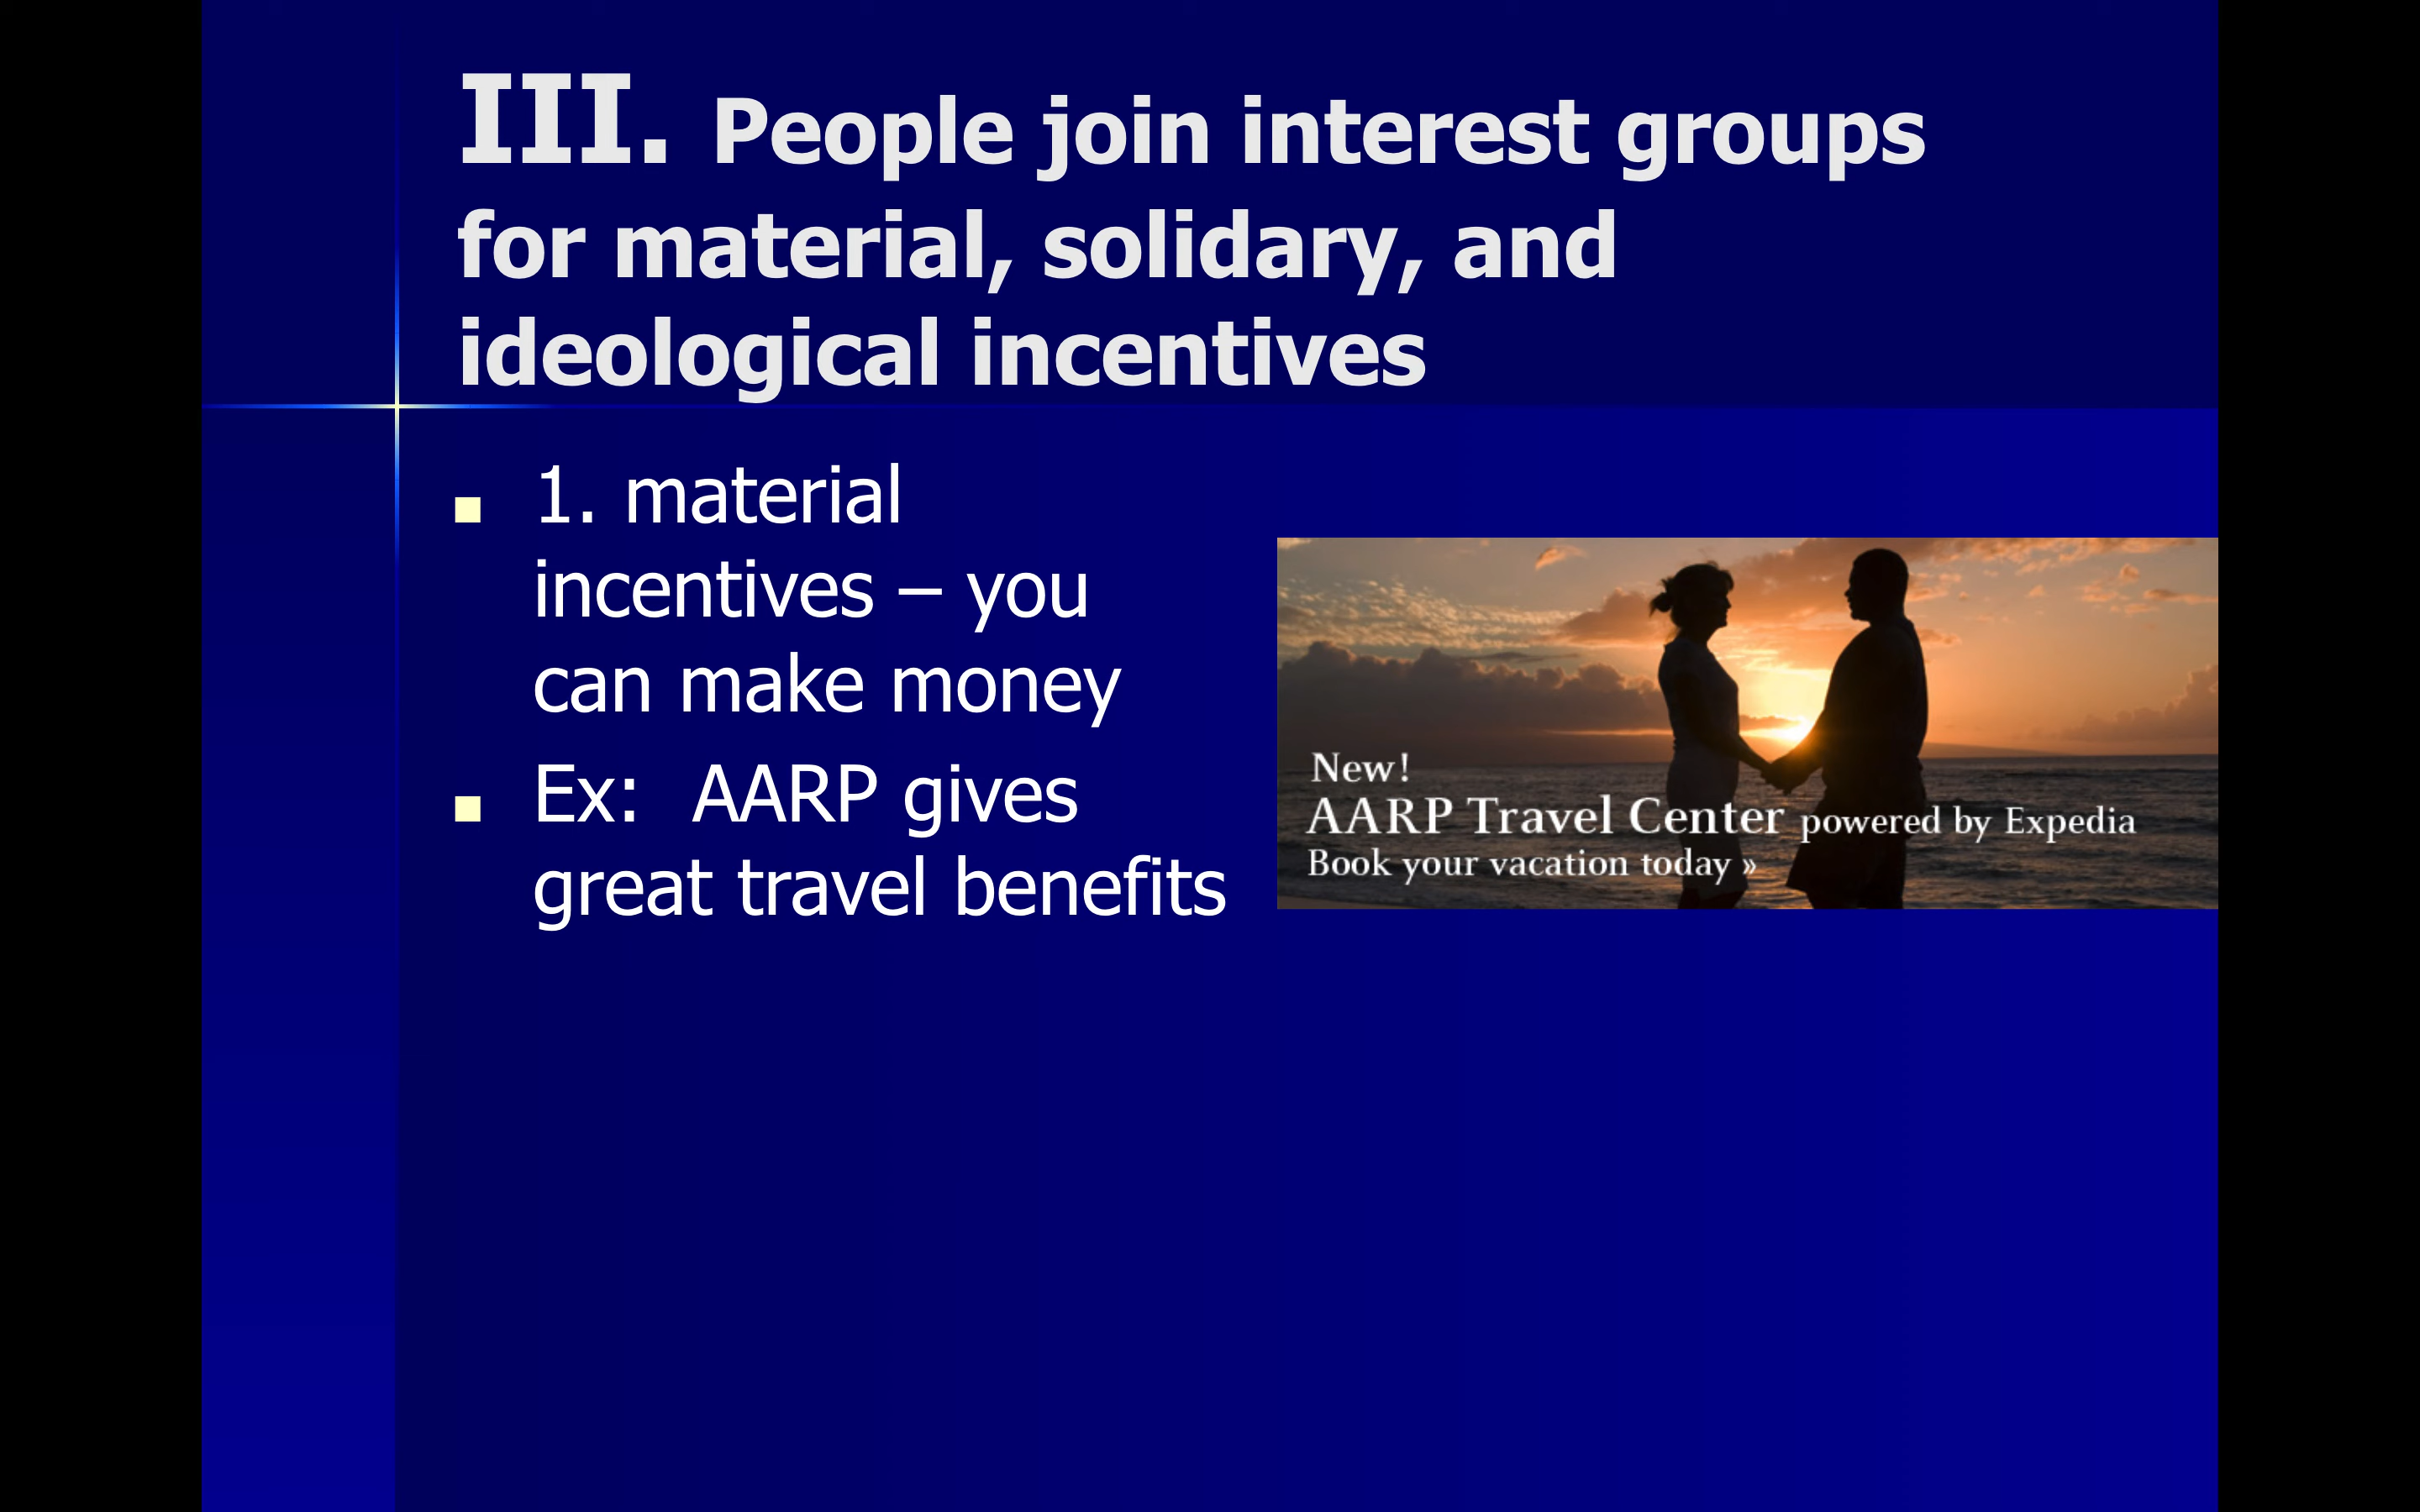 III. People join interest groups
for material, solidary, and
ideological incentives
1. material
incentives – you
can make money
Ex:  AARP gives
great travel benefits
New!
AARP Travel Center powered by Expedia
Book your vacation today »